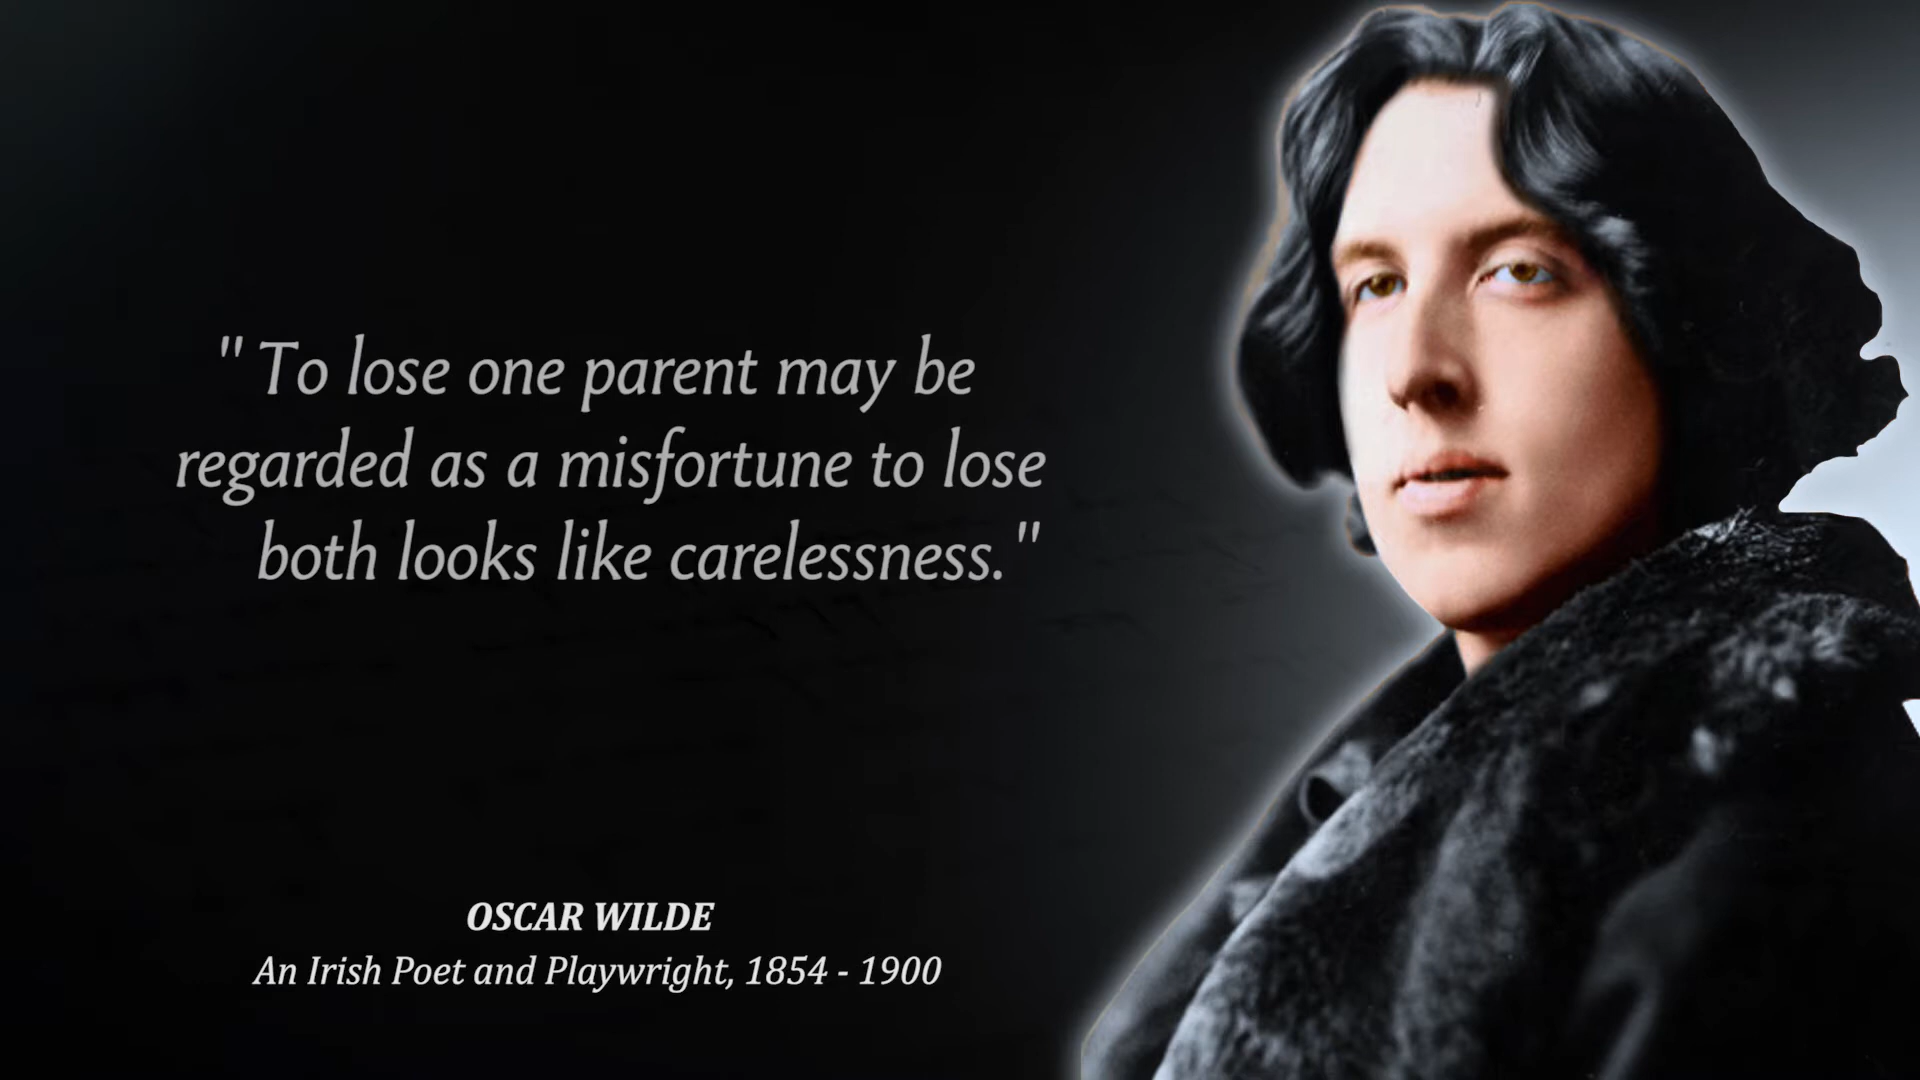 " To lose one parent may be
regarded as a misfortune to lose
both looks like carelessness. "
OSCAR WILDE
An Irish Poet and Playwright, 1854 - 1900